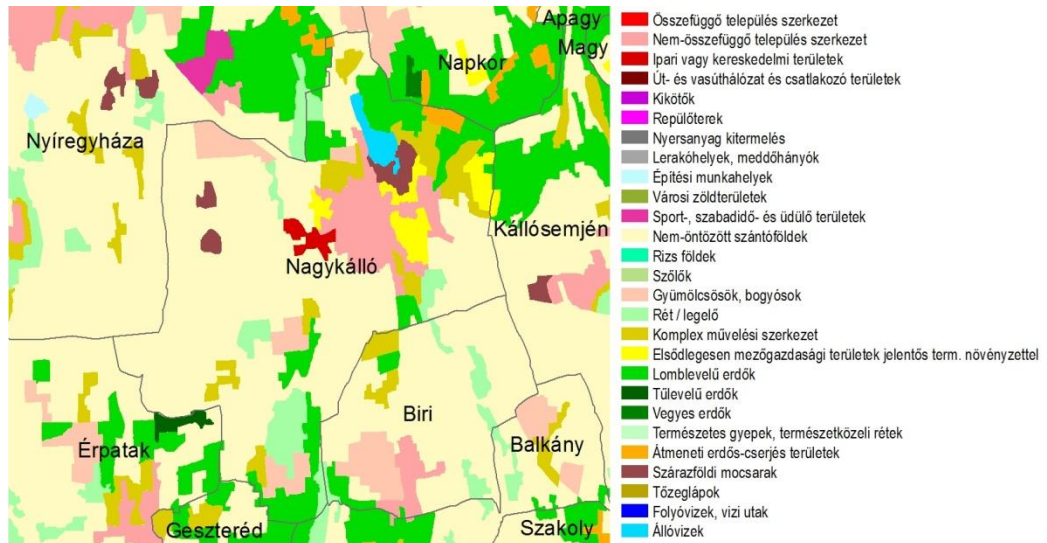 Apagy
Magy
Napkor
Nyíregyháza
Kállósemjén
Nagykálló
Biri
Balkány
Érpatak
Geszteréd
Szakoly
Összefüggő település szerkezet
Nem-összefüggő település szerkezet
Ipari vagy kereskedelmi területek
Út- és vasúthálózat és csatlakozó területek
Kikötők
Repülőterek
Nyersanyag kitermelés
Lerakóhelyek, meddőhányók
Építési munkahelyek
Városi zöldterületek
Sport-, szabadidő- és üdülő területek
Nem-öntözött szántóföldek
Rizs földek
Szőlők
Gyümölcsösök, bogyósok
Rét / legelő
Komplex művelési szerkezet
Elsődlegesen mezőgazdasági területek jelentős term. növényzettel
Lomblevelű erdők
Tűlevelű erdők
Vegyes erdők
Természetes gyepek, természetközeli rétek
Átmeneti erdős-cserjés területek
Szárazföldi mocsarak
Tőzeglápok
Folyóvizek, vizi utak
Állóvizek